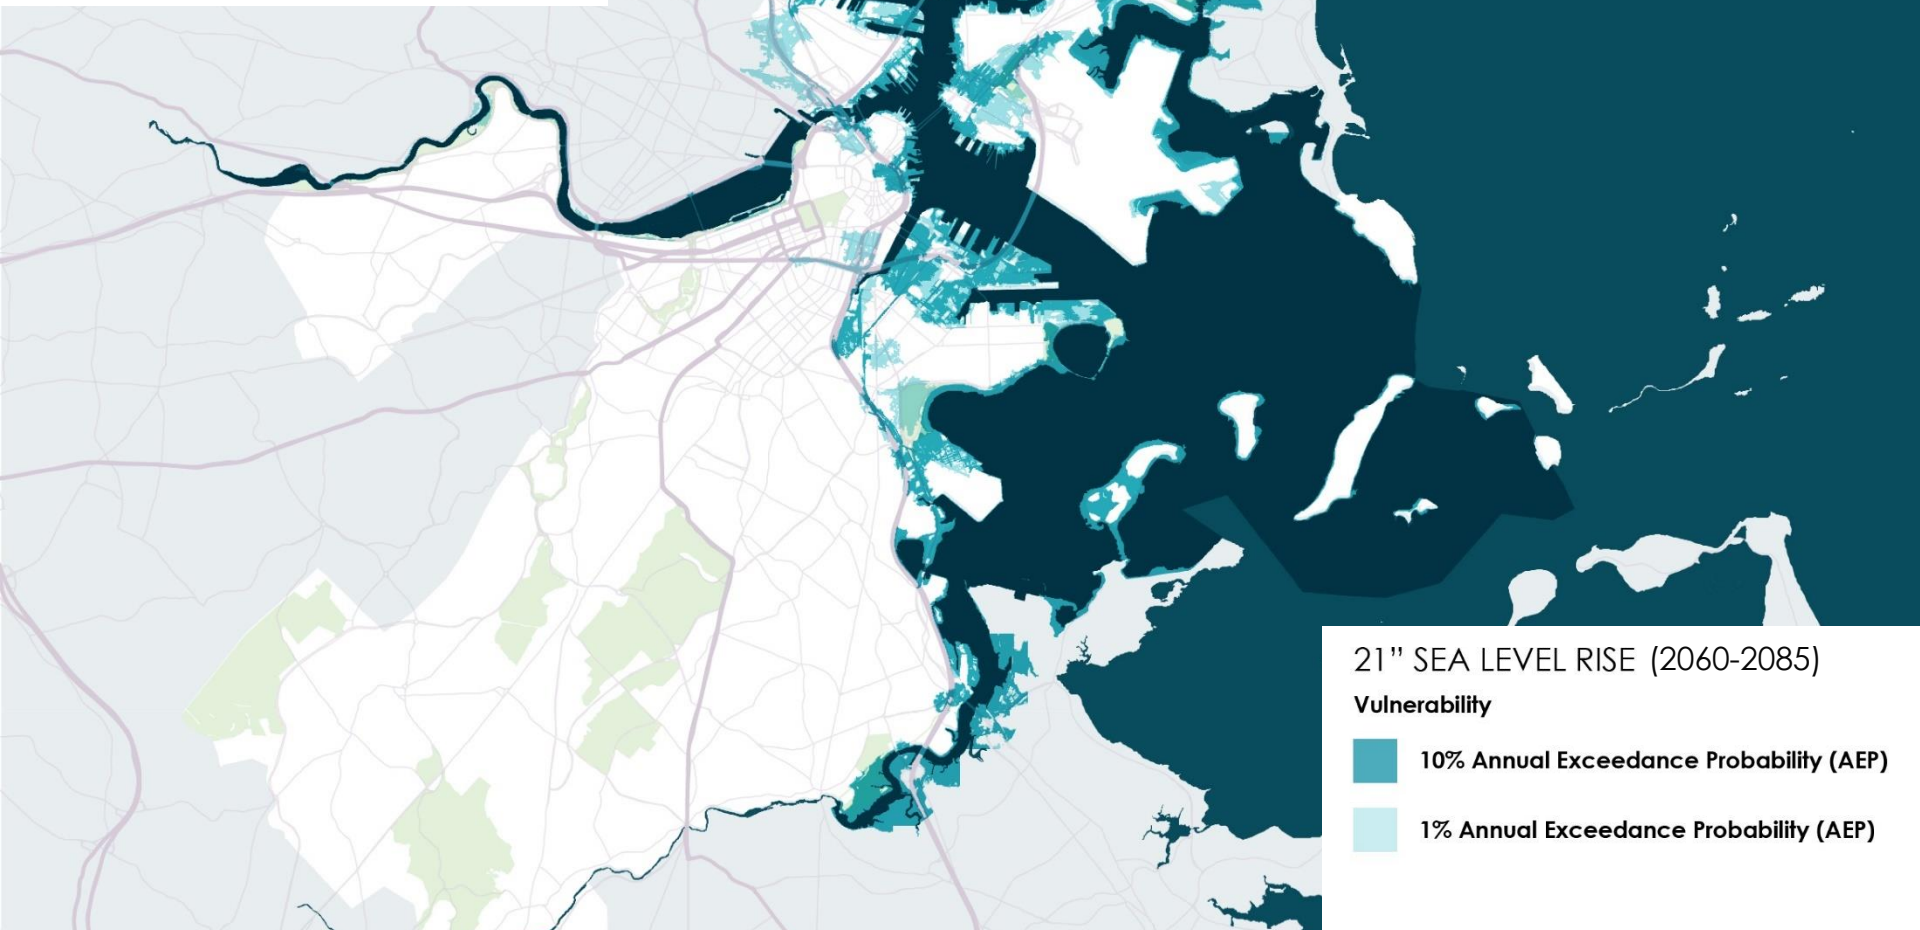 21” SEA LEVEL RISE (2060-2085)
Vulnerability
10% Annual Exceedance Probability (AEP)
1% Annual Exceedance Probability (AEP)